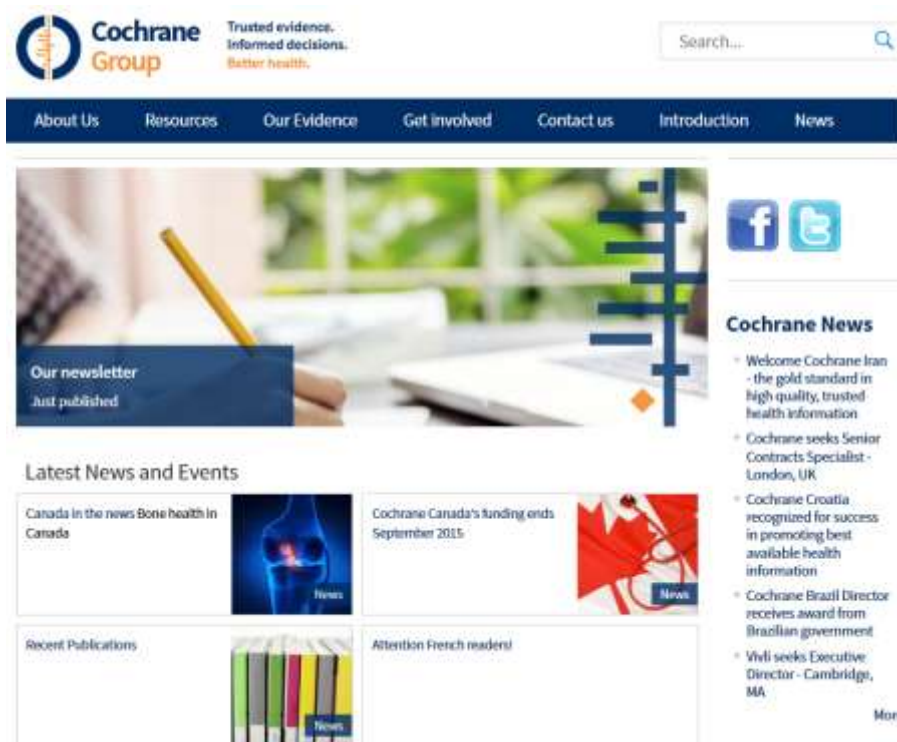 Cochrane
Group
Trusted evidence.
Informed decisions.
Better health.
Search...
About Us
Resources
Our Evidence
Get involved
Contact us
Introduction
News
Our newsletter
Just published
f
t
Latest News and Events
Canada in the news Bone health in
Canada
News
Cochrane Canada's funding ends
September 2015
News
Recent Publications
News
Attention French readers!
Cochrane News
Welcome Cochrane Iran
- the gold standard in
high quality, trusted
health information
Cochrane seeks Senior
Contracts Specialist -
London, UK
Cochrane Croatia
recognized for success
in promoting best
available health
information
Cochrane Brazil Director
receives award from
Brazilian government
Vivli seeks Executive
Director - Cambridge,
MA
Mor